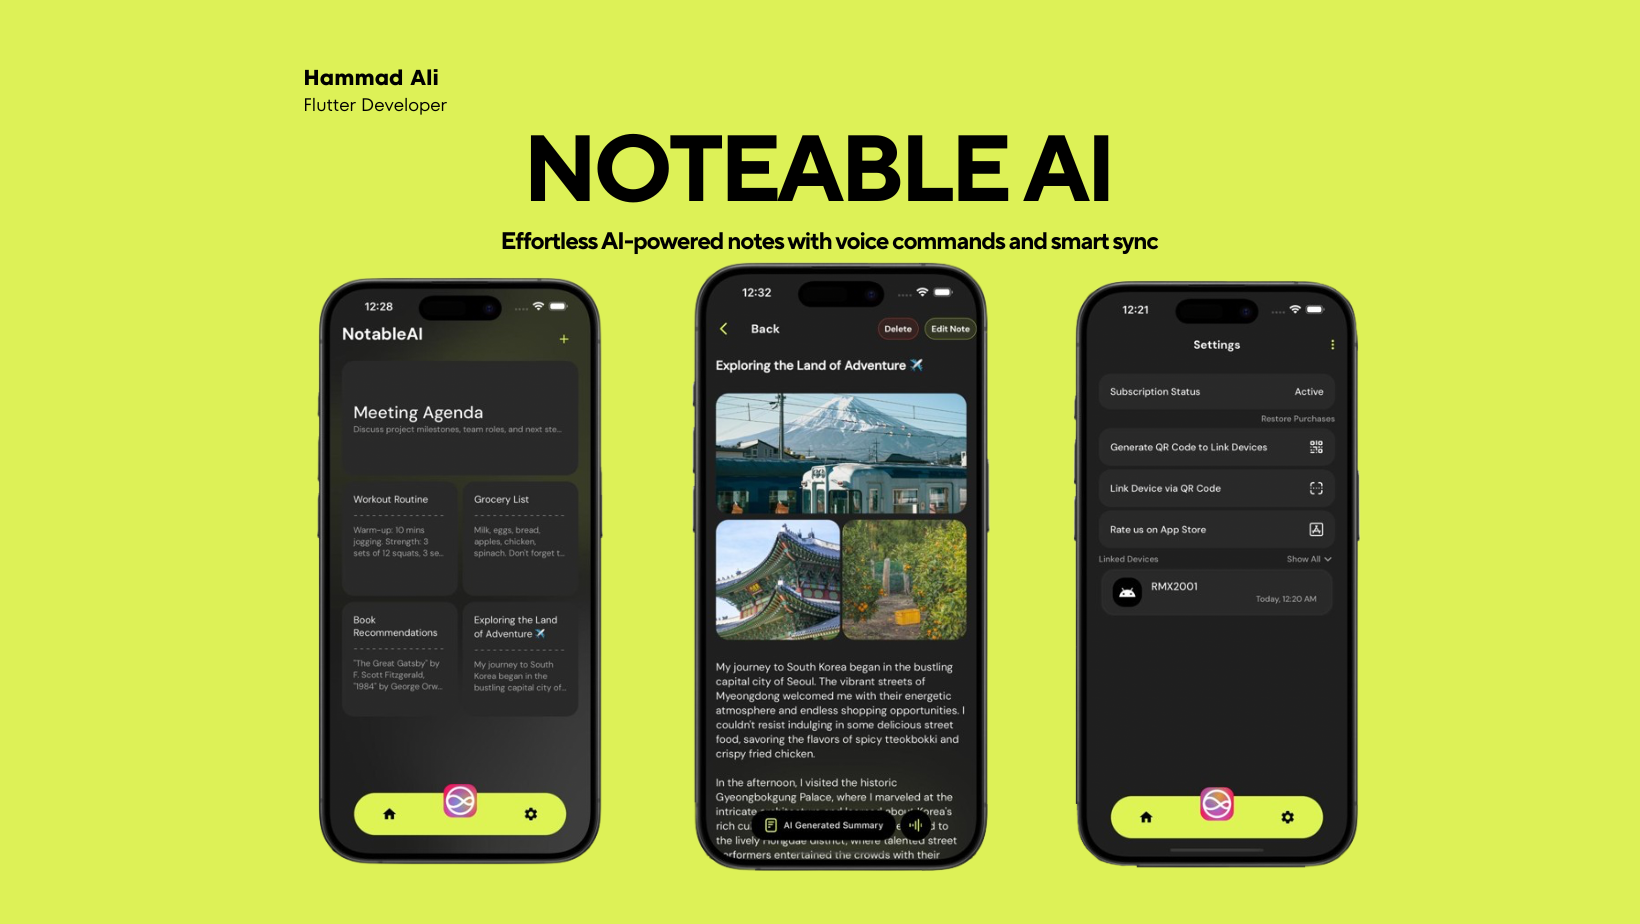 Hammad Ali
Flutter Developer
NOTEABLE AI
Effortless AI-powered notes with voice commands and smart sync
12:28
NotableAI
+
Meeting Agenda
Discuss project milestones, team roles, and next ste...
Workout Routine
Warm-up: 10 mins
jogging. Strength: 3
sets of 12 squats, 3 se...
Grocery List
Milk, eggs, bread,
apples, chicken,
spinach. Don't forget t...
Book
Recommendations
"The Great Gatsby" by
F. Scott Fitzgerald,
"1984" by George Orw...
Exploring the Land
of Adventure ✈️
My journey to South
Korea began in the
bustling capital city of...
12:32
Back
Delete
Edit Note
Exploring the Land of Adventure ✈️
My journey to South Korea began in the bustling
capital city of Seoul. The vibrant streets of
Myeongdong welcomed me with their energetic
atmosphere and endless shopping opportunities. I
couldn't resist indulging in some delicious street
food, savoring the flavors of spicy tteokbokki and
crispy fried chicken.
In the afternoon, I visited the historic
Gyeongbokgung Palace, where I marveled at the
intricate architecture and learned about Korea's
rich cu to
AI Generated Summary
the lively Hongdae district, where talented street
performers entertained the crowds with their
12:21
Settings
Subscription Status
Active
Restore Purchases
Generate QR Code to Link Devices
Link Device via QR Code
Rate us on App Store
Linked Devices
Show All
RMX2001
Today, 12:20 AM